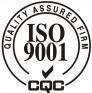 QUALITY ASSURED FIRM
ISO
9001
CQC